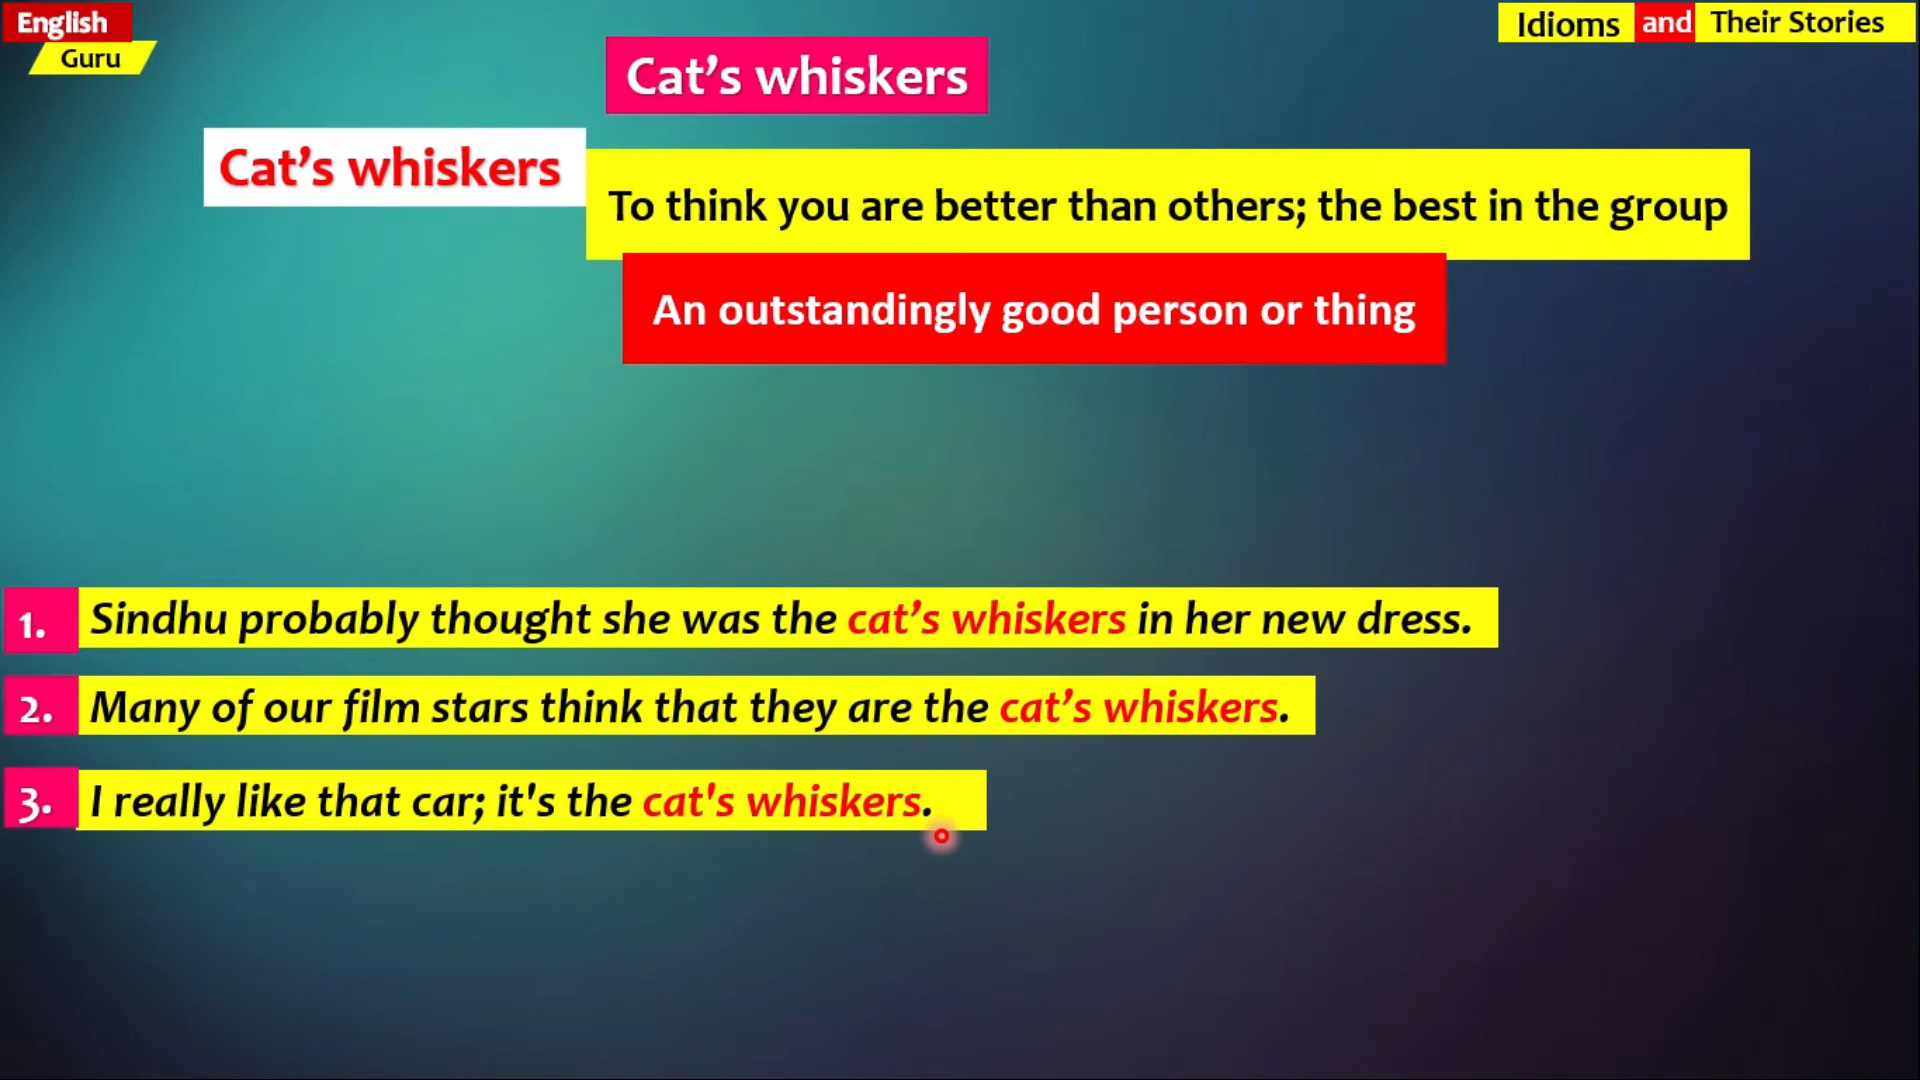 English
Guru
Idioms and Their Stories
Cat’s whiskers
Cat’s whiskers
To think you are better than others; the best in the group
An outstandingly good person or thing
1. Sindhu probably thought she was the cat’s whiskers in her new dress.
2. Many of our film stars think that they are the cat’s whiskers.
3. I really like that car; it's the cat's whiskers.